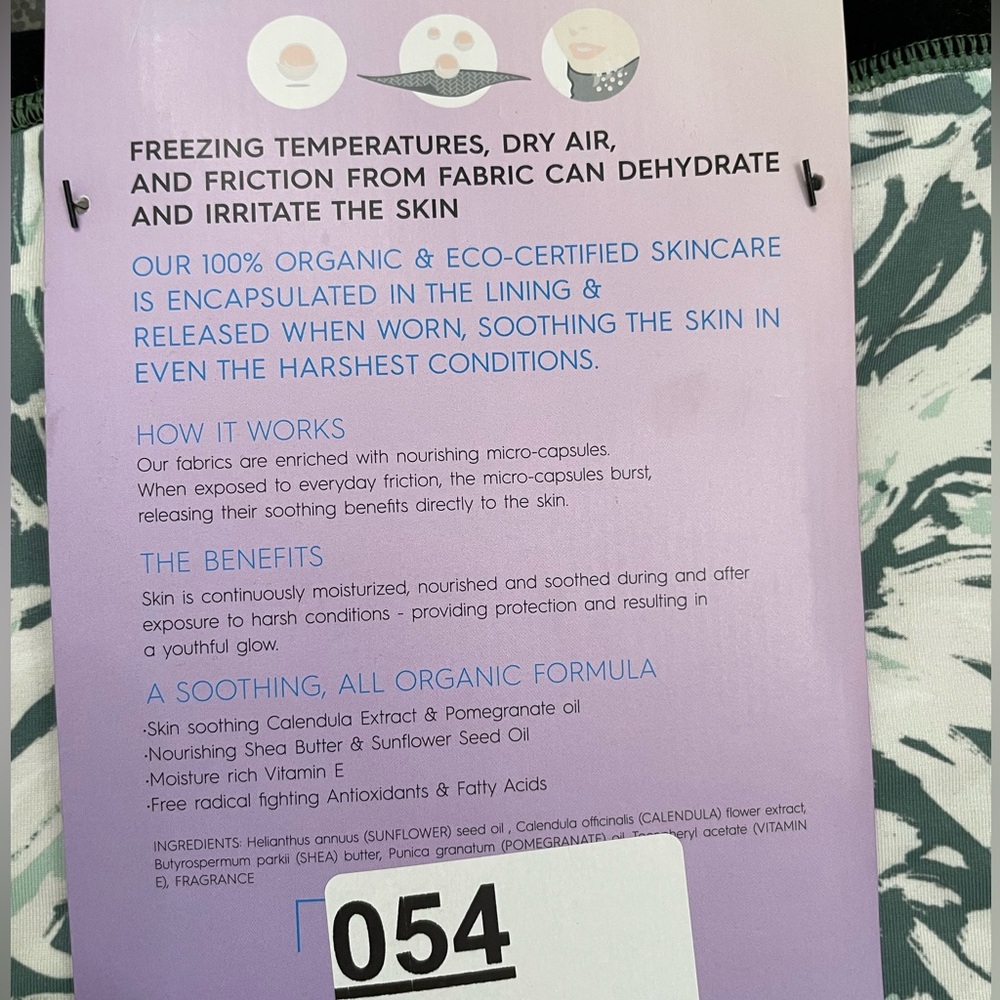 FREEZING TEMPERATURES, DRY AIR,
AND FRICTION FROM FABRIC CAN DEHYDRATE
AND IRRITATE THE SKIN
OUR 100% ORGANIC & ECO-CERTIFIED SKINCARE
IS ENCAPSULATED IN THE LINING &
RELEASED WHEN WORN, SOOTHING THE SKIN IN
EVEN THE HARSHEST CONDITIONS.
HOW IT WORKS
Our fabrics are enriched with nourishing micro-capsules.
When exposed to everyday friction, the micro-capsules burst,
releasing their soothing benefits directly to the skin.
THE BENEFITS
Skin is continuously moisturized, nourished and soothed during and after
exposure to harsh conditions - providing protection and resulting in
a youthful glow.
A SOOTHING, ALL ORGANIC FORMULA
·Skin soothing Calendula Extract & Pomegranate oil
·Nourishing Shea Butter & Sunflower Seed Oil
·Moisture rich Vitamin E
·Free radical fighting Antioxidants & Fatty Acids
INGREDIENTS: Helianthus annuus (SUNFLOWER) seed oil , Calendula officinalis (CALENDULA) flower extract,
Butyrospermum parkii (SHEA) butter, Punica granatum (POMEGRANATE) oil, acetate (VITAMIN
E), FRAGRANCE
054